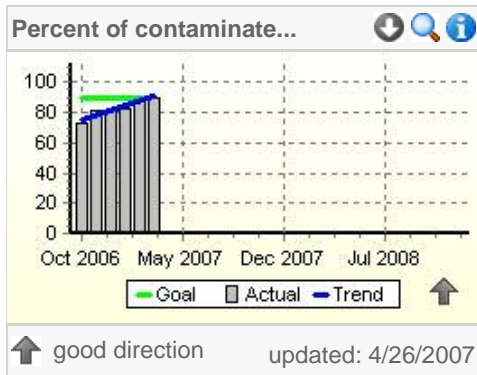 Percent of contaminate...
100
80
60
40
20
0
Oct 2006 May 2007 Dec 2007 Jul 2008
Goal Actual Trend
good direction updated: 4/26/2007